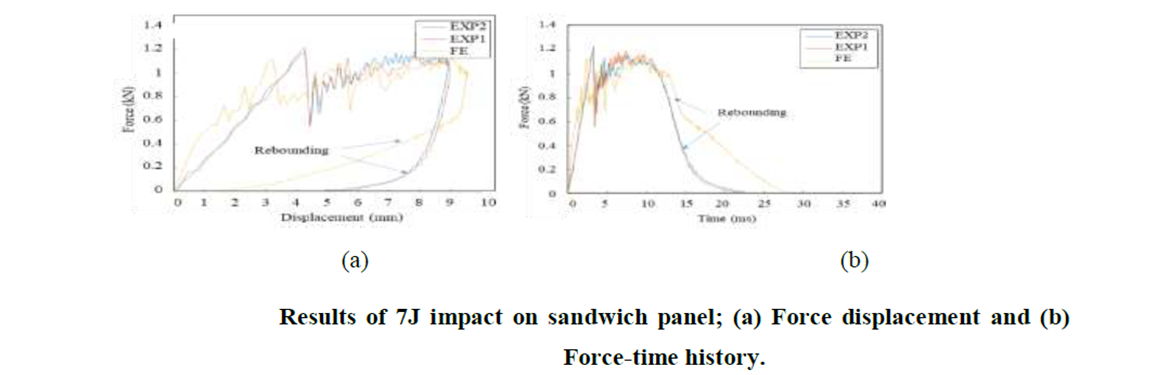 1.4
1.2
1
0.8
0.6
0.4
0.2
0
Force (kN)
EXP2
EXP1
FE
Rebounding
0 1 2 3 4 5 6 7 8 9 10
Displacement (mm)
(a)
1.4
1.2
1
0.8
0.6
0.4
0.2
0
Force (kN)
EXP2
EXP1
FE
Rebounding
0 5 10 15 20 25 30 35 40
Time (ms)
(b)
Results of 7J impact on sandwich panel; (a) Force displacement and (b)
Force-time history.